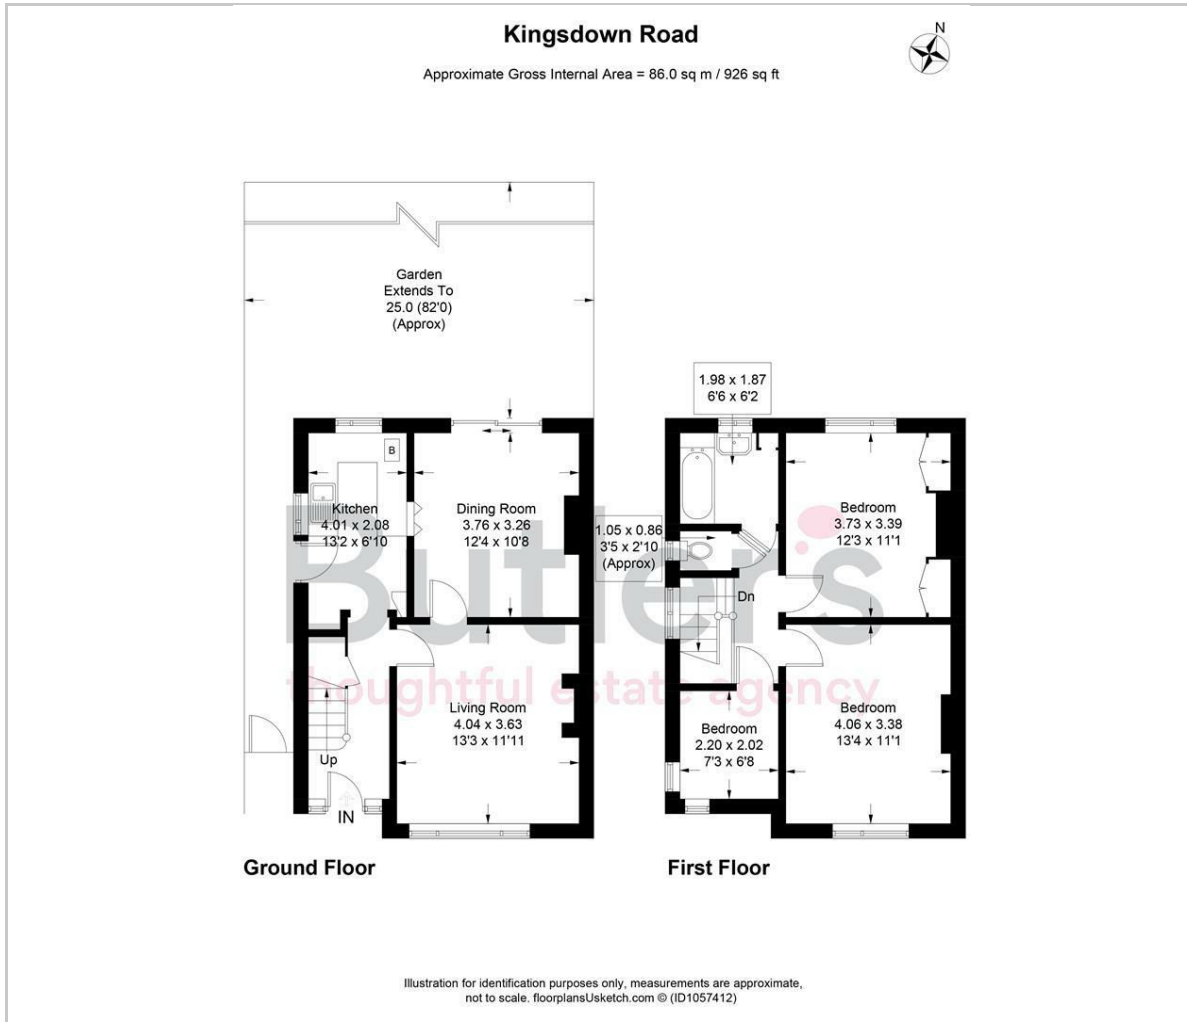 Kingsdown Road
N
Approximate Gross Internal Area = 86.0 sq m / 926 sq ft
Garden
Extends To
25.0 (82'0)
(Approx)
B
Kitchen
4.01 x 2.08
13'2 x 6'10
Dining Room
3.76 x 3.26
12'4 x 10'8
Living Room
4.04 x 3.63
13'3 x 11'11
Up
IN
Ground Floor
1.98 x 1.87
6'6 x 6'2
1.05 x 0.86
3'5 x 2'10
(Approx)
Bedroom
3.73 x 3.39
12'3 x 11'1
Dn
Bedroom
2.20 x 2.02
7'3 x 6'8
Bedroom
4.06 x 3.38
13'4 x 11'1
First Floor
Butler's
thoughtful estate agency
Illustration for identification purposes only, measurements are approximate,
not to scale. floorplansUsketch.com © (ID1057412)